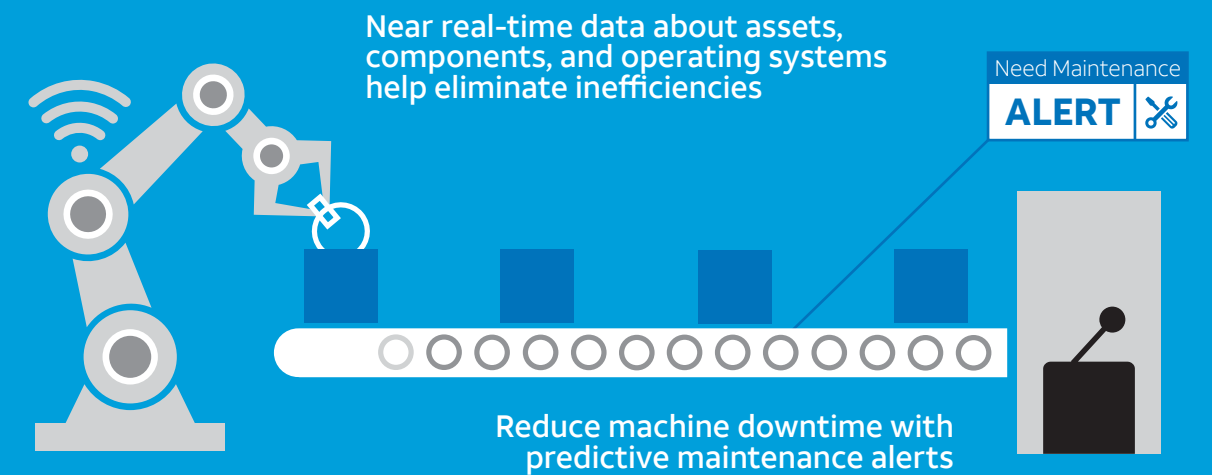 Near real-time data about assets,
components, and operating systems
help eliminate inefficiencies
Need Maintenance
ALERT
Reduce machine downtime with
predictive maintenance alerts